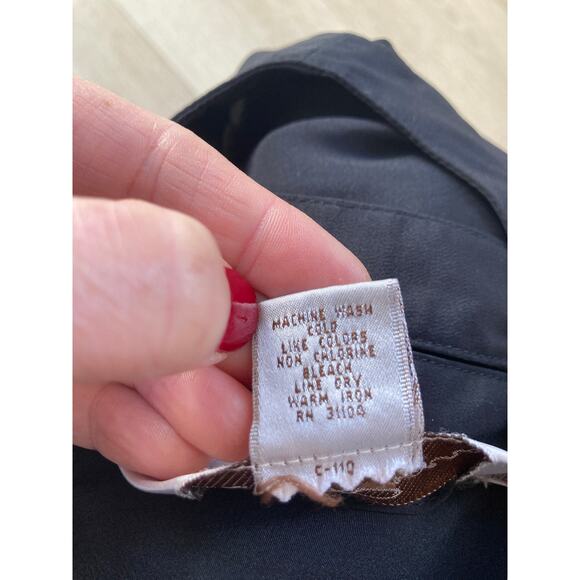 MACHINE WASH
COLD
LIKE COLORS
NON CHLORINE
BLEACH
LINE DRY
WARM IRON
RN 31104
C-110